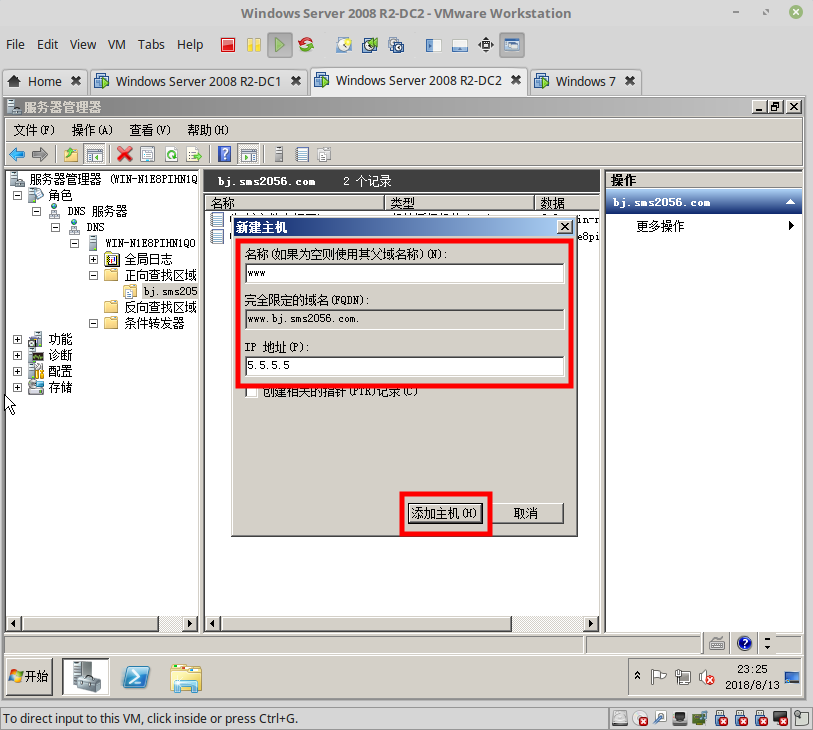 Windows Server 2008 R2-DC2 - VMware Workstation
File Edit View VM Tabs Help
Home Windows Server 2008 R2-DC1 Windows Server 2008 R2-DC2 Windows 7
服务器管理器
文件(F) 操作(A) 查看(V) 帮助(H)
服务器管理器 (WIN-N1E8PIHN1Q
角色
DNS 服务器
DNS
WIN-N1E8PIHN1QO
全局日志
正向查找区域
bj.sms205
反向查找区域
条件转发器
功能
诊断
配置
存储
bj.sms2056.com 2 个记录
名称 类型 数据
新建主机
名称(如果为空则使用其父域名称)(N):
www
完全限定的域名(FQDN):
www.bj.sms2056.com.
IP 地址(P):
5.5.5.5
创建相关的指针(PTR)记录(C)
添加主机(H) 取消
操作
bj.sms2056.com
更多操作
开始
23:25
2018/8/13
To direct input to this VM, click inside or press Ctrl+G.